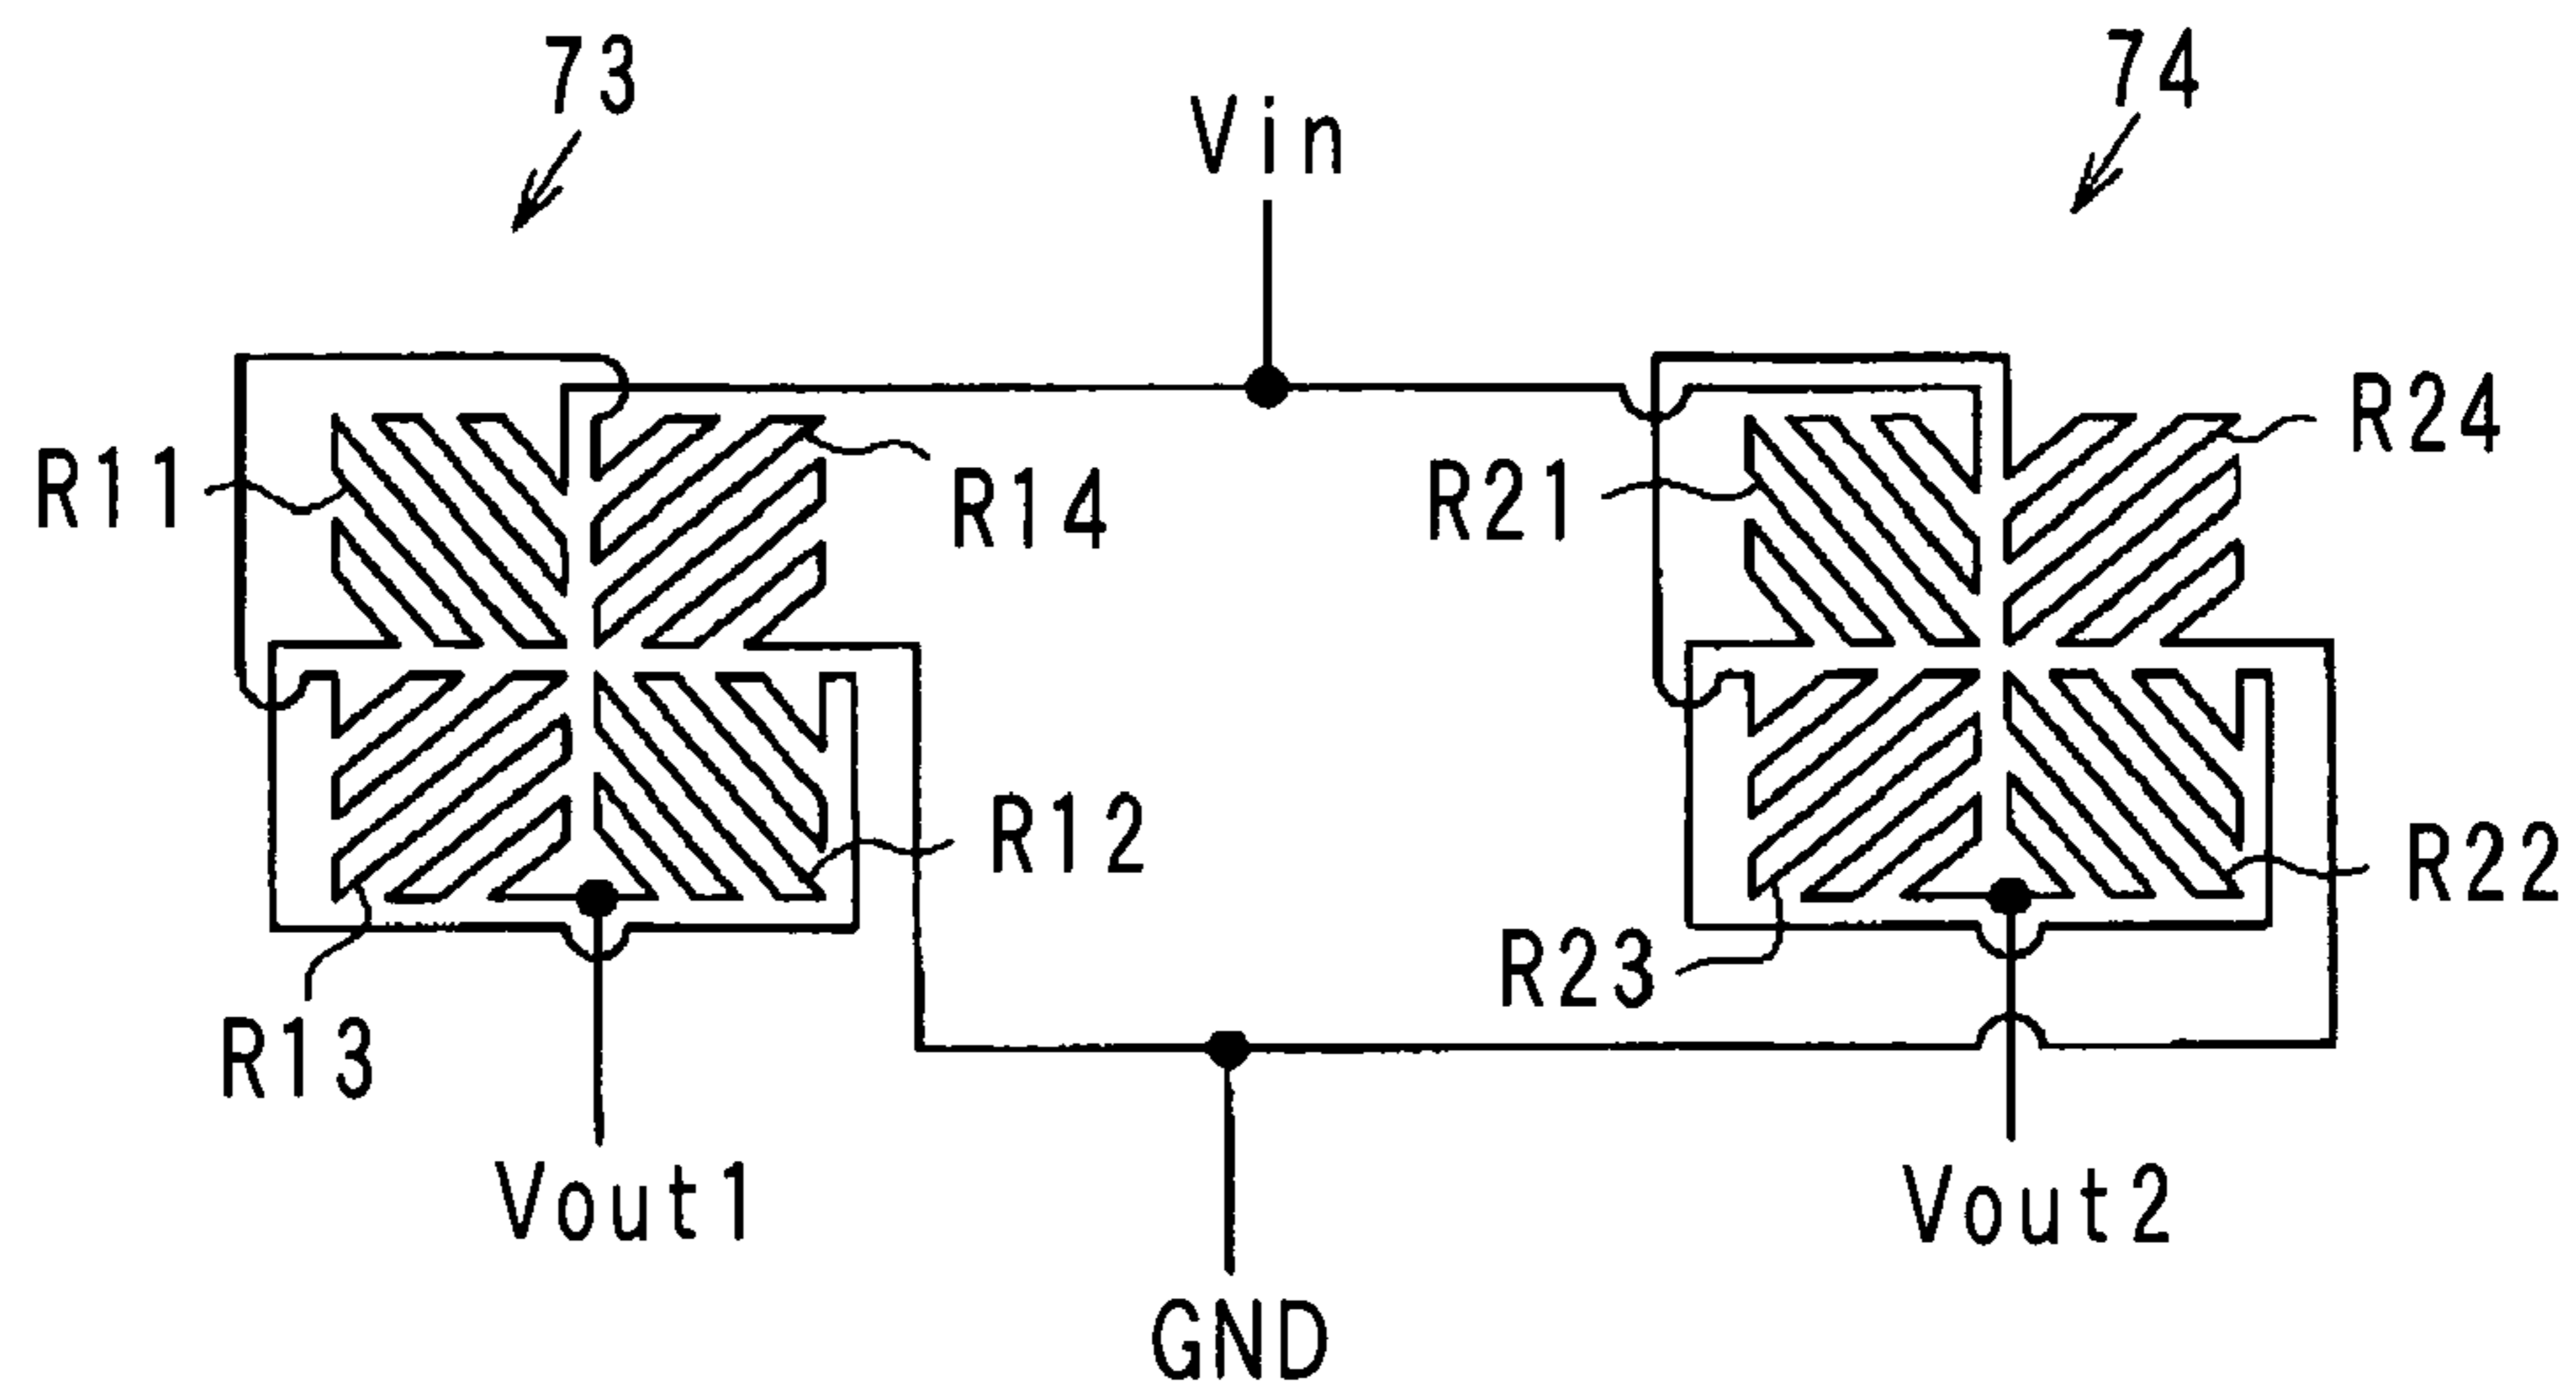 73
74
Vin
R11
R14
R21
R24
R12
R22
R13
R23
Vout1
Vout2
GND